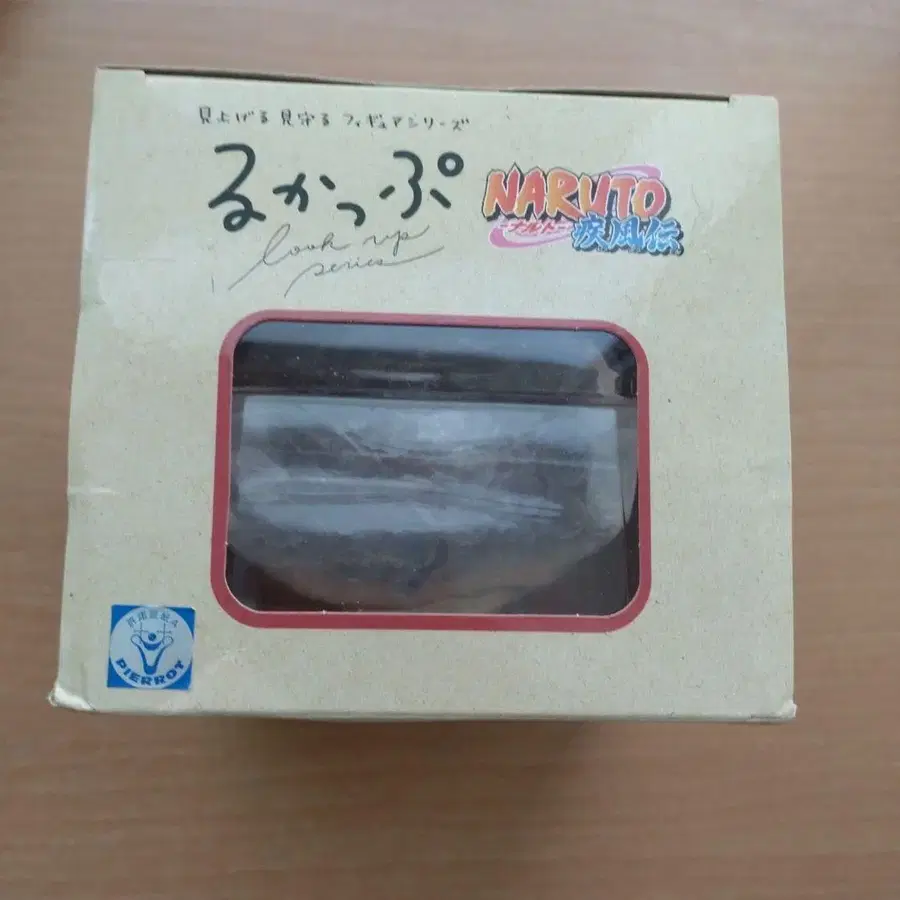 見上げる 見守る フィギュアシリーズ
るかっぷ
look up
series
NARUTO
-ナルト-
疾風伝
PIERROT